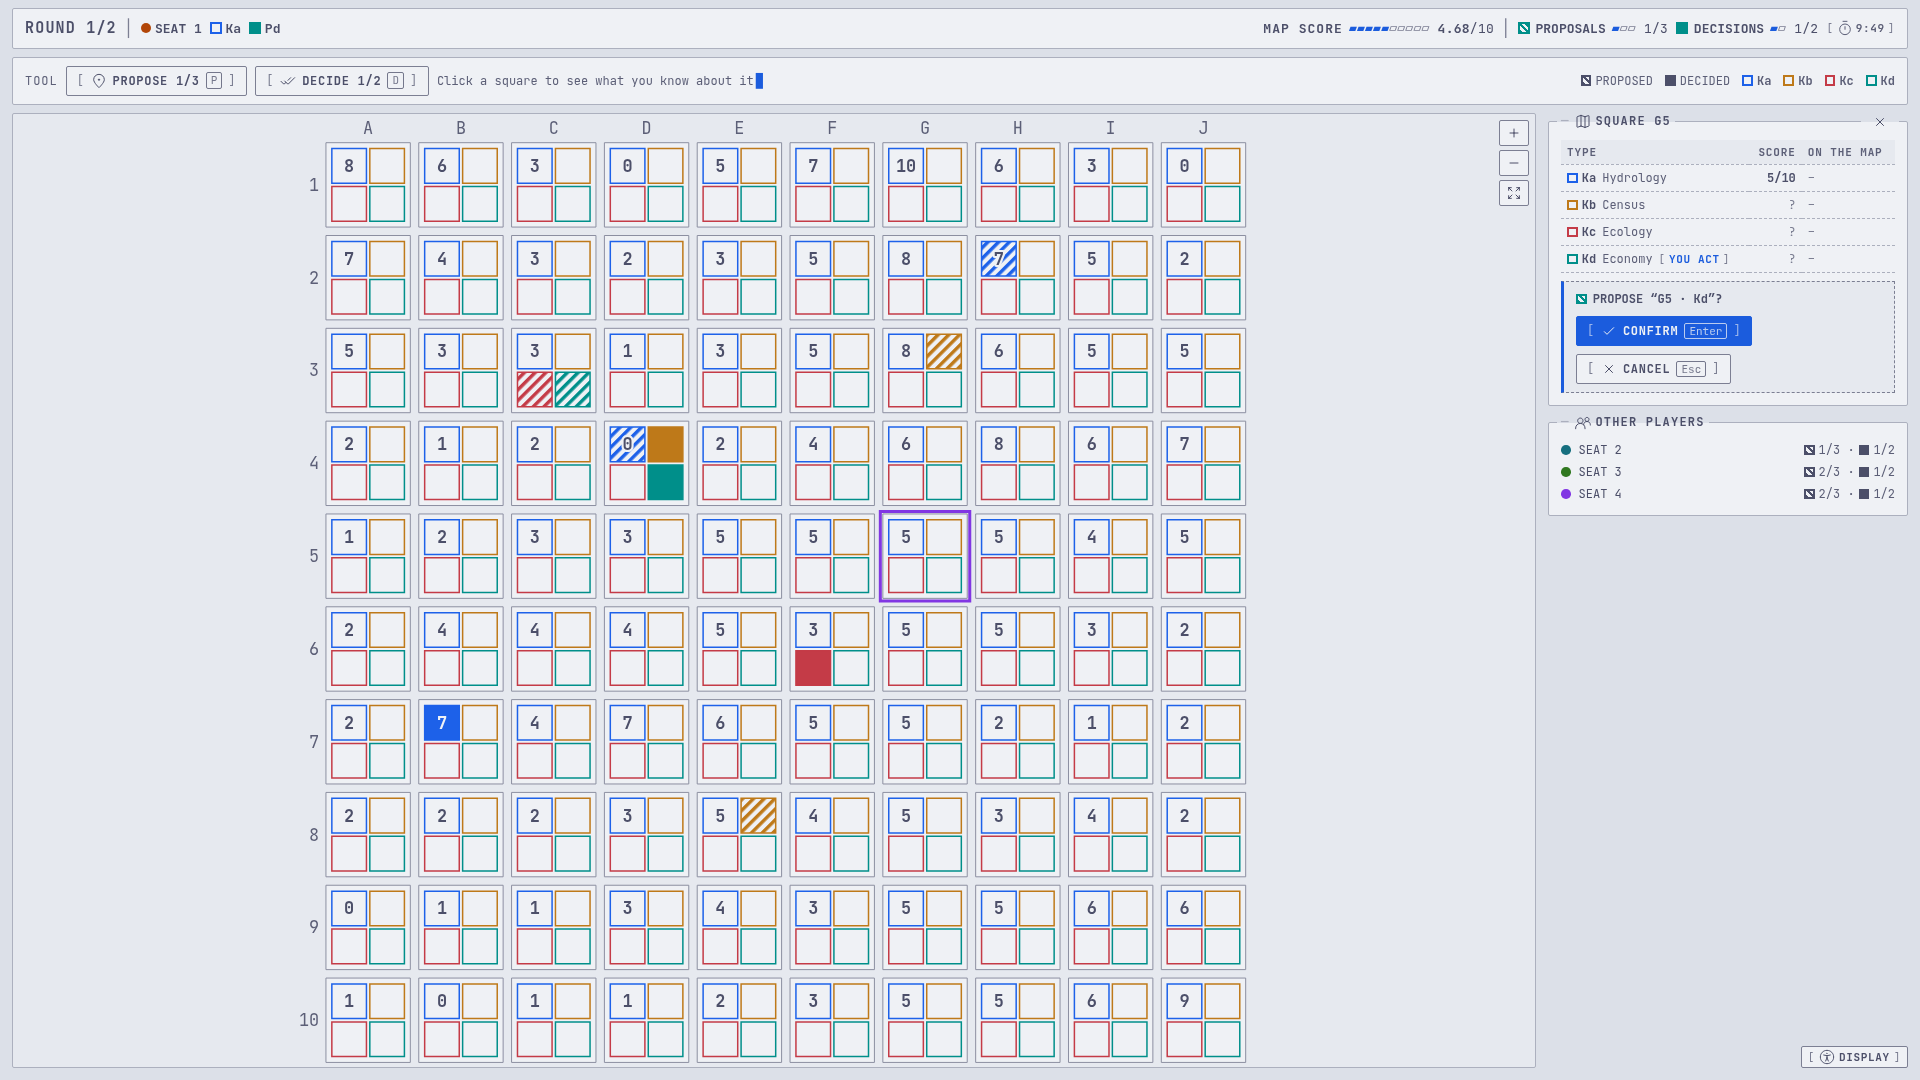 ROUND 1/2 SEAT 1 Ka Pd MAP SCORE 4.68/10 PROPOSALS 1/3 DECISIONS 1/2 [ 9:49 ]
TOOL [ PROPOSE 1/3 P ] [ DECIDE 1/2 D ] Click a square to see what you know about it PROPOSED DECIDED Ka Kb Kc Kd
A B C D E F G H I J
1 8 6 3 0 5 7 10 6 3 0
2 7 4 3 2 3 5 8 7 5 2
3 5 3 3 1 3 5 8 6 5 5
4 2 1 2 0 2 4 6 8 6 7
5 1 2 3 3 5 5 5 5 4 5
6 2 4 4 4 5 3 5 5 3 2
7 2 7 4 7 6 5 5 2 1 2
8 2 2 2 3 5 4 5 3 4 2
9 0 1 1 3 4 3 5 5 6 6
10 1 0 1 1 2 3 5 5 6 9
+
−
SQUARE G5
TYPE SCORE ON THE MAP
Ka Hydrology 5/10 –
Kb Census ? –
Kc Ecology ? –
Kd Economy [ YOU ACT ] ? –
PROPOSE “G5 · Kd”?
[ CONFIRM Enter ]
[ CANCEL Esc ]
OTHER PLAYERS
SEAT 2 1/3 · 1/2
SEAT 3 2/3 · 1/2
SEAT 4 2/3 · 1/2
[ DISPLAY ]